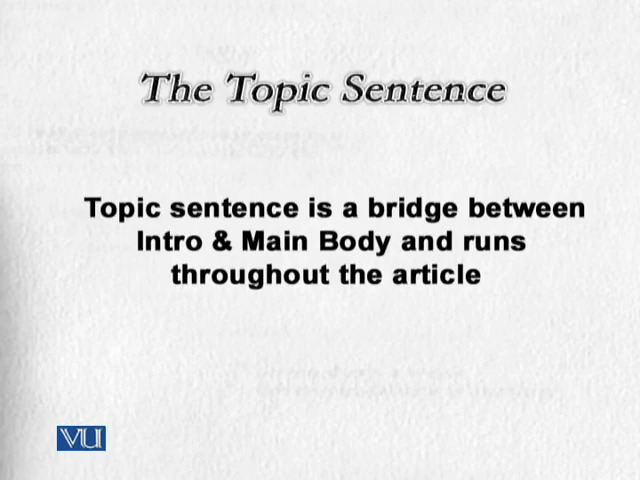 The Topic Sentence
Topic sentence is a bridge between
Intro & Main Body and runs
throughout the article
VU